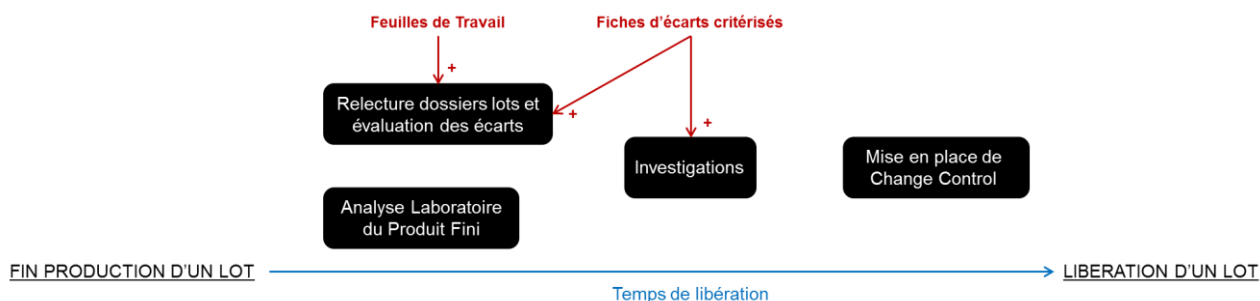 Feuilles de Travail
Fiches d'écarts critérisés
+
Relecture dossiers lots et
évaluation des écarts
+
+
Investigations
Mise en place de
Change Control
Analyse Laboratoire
du Produit Fini
FIN PRODUCTION D'UN LOT
LIBERATION D'UN LOT
Temps de libération